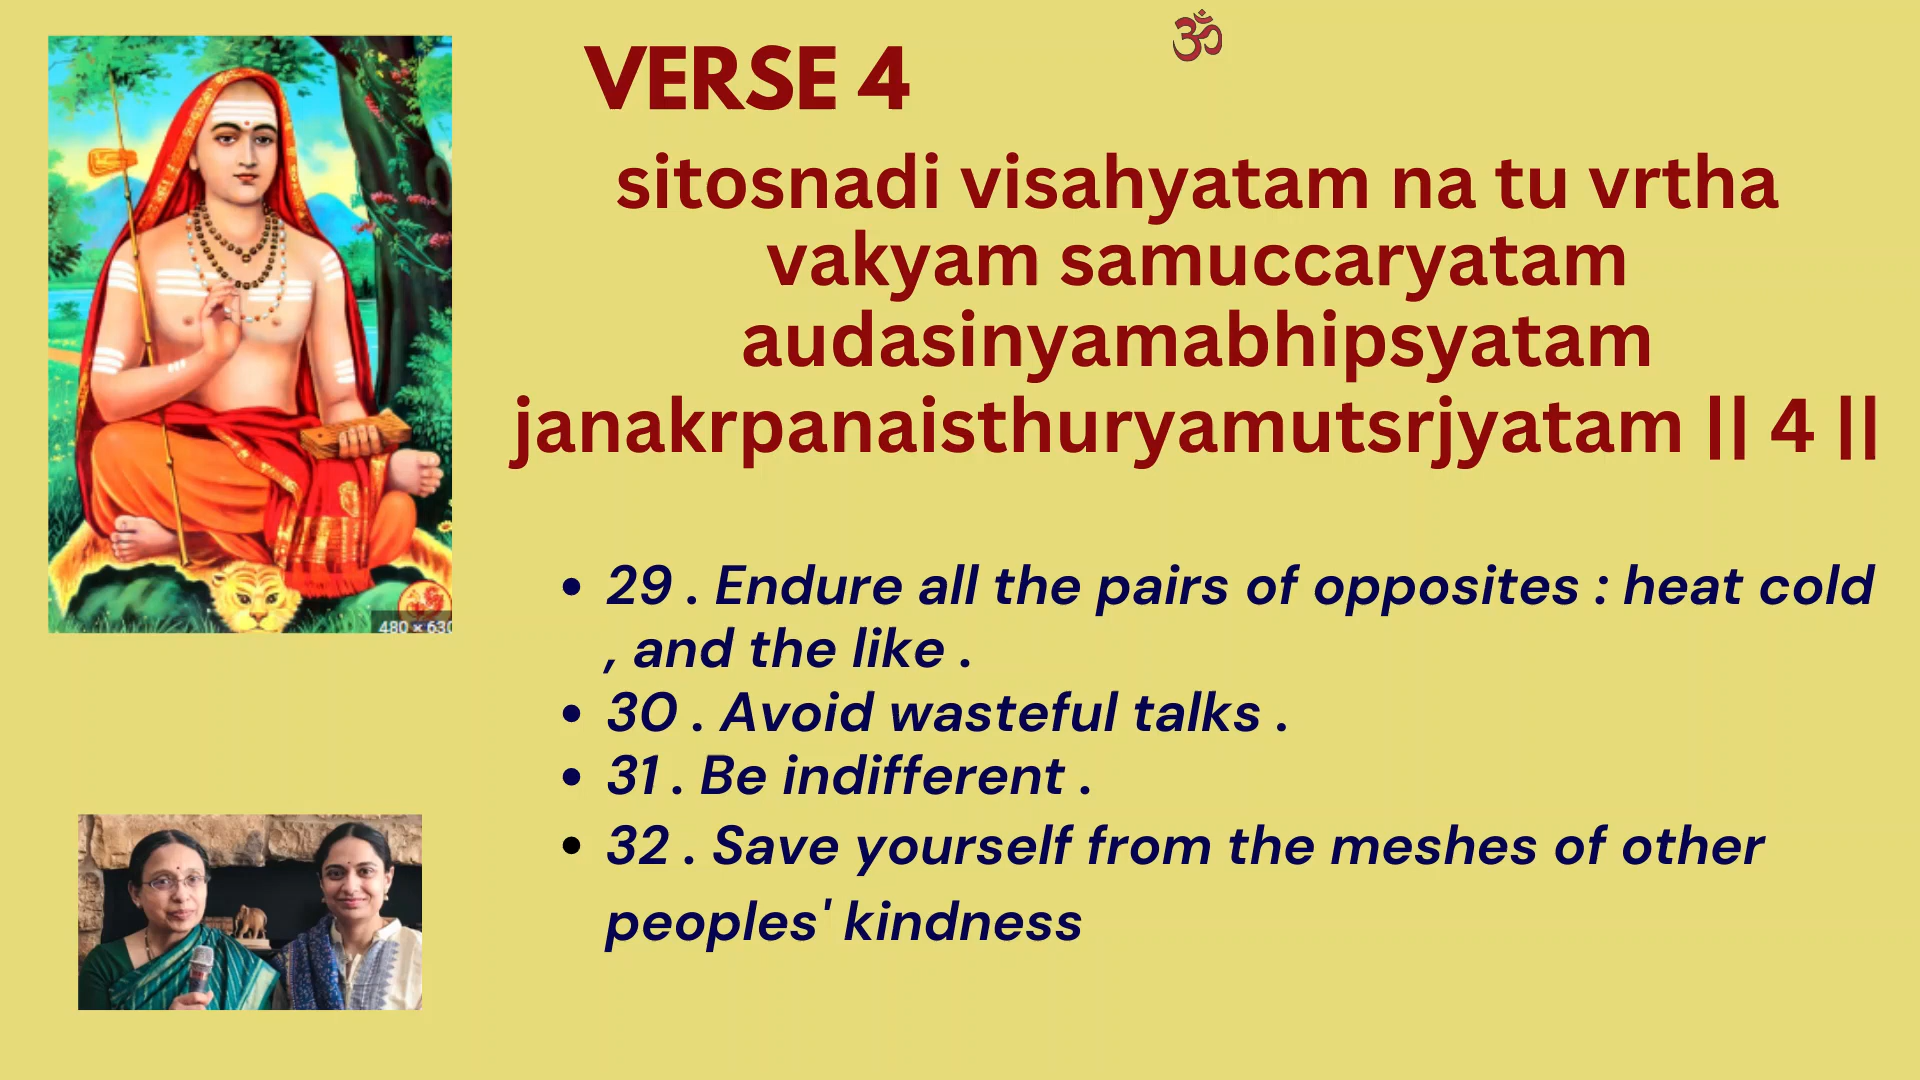 ॐ
VERSE 4
sitosnadi visahyatam na tu vrtha
vakyam samuccaryatam
audasinyamabhipsyatam
janakrpanaisthuryamutsrjyatam || 4 ||
• 29 . Endure all the pairs of opposites : heat cold
, and the like .
• 30 . Avoid wasteful talks .
• 31 . Be indifferent .
• 32 . Save yourself from the meshes of other
peoples' kindness
480 × 630